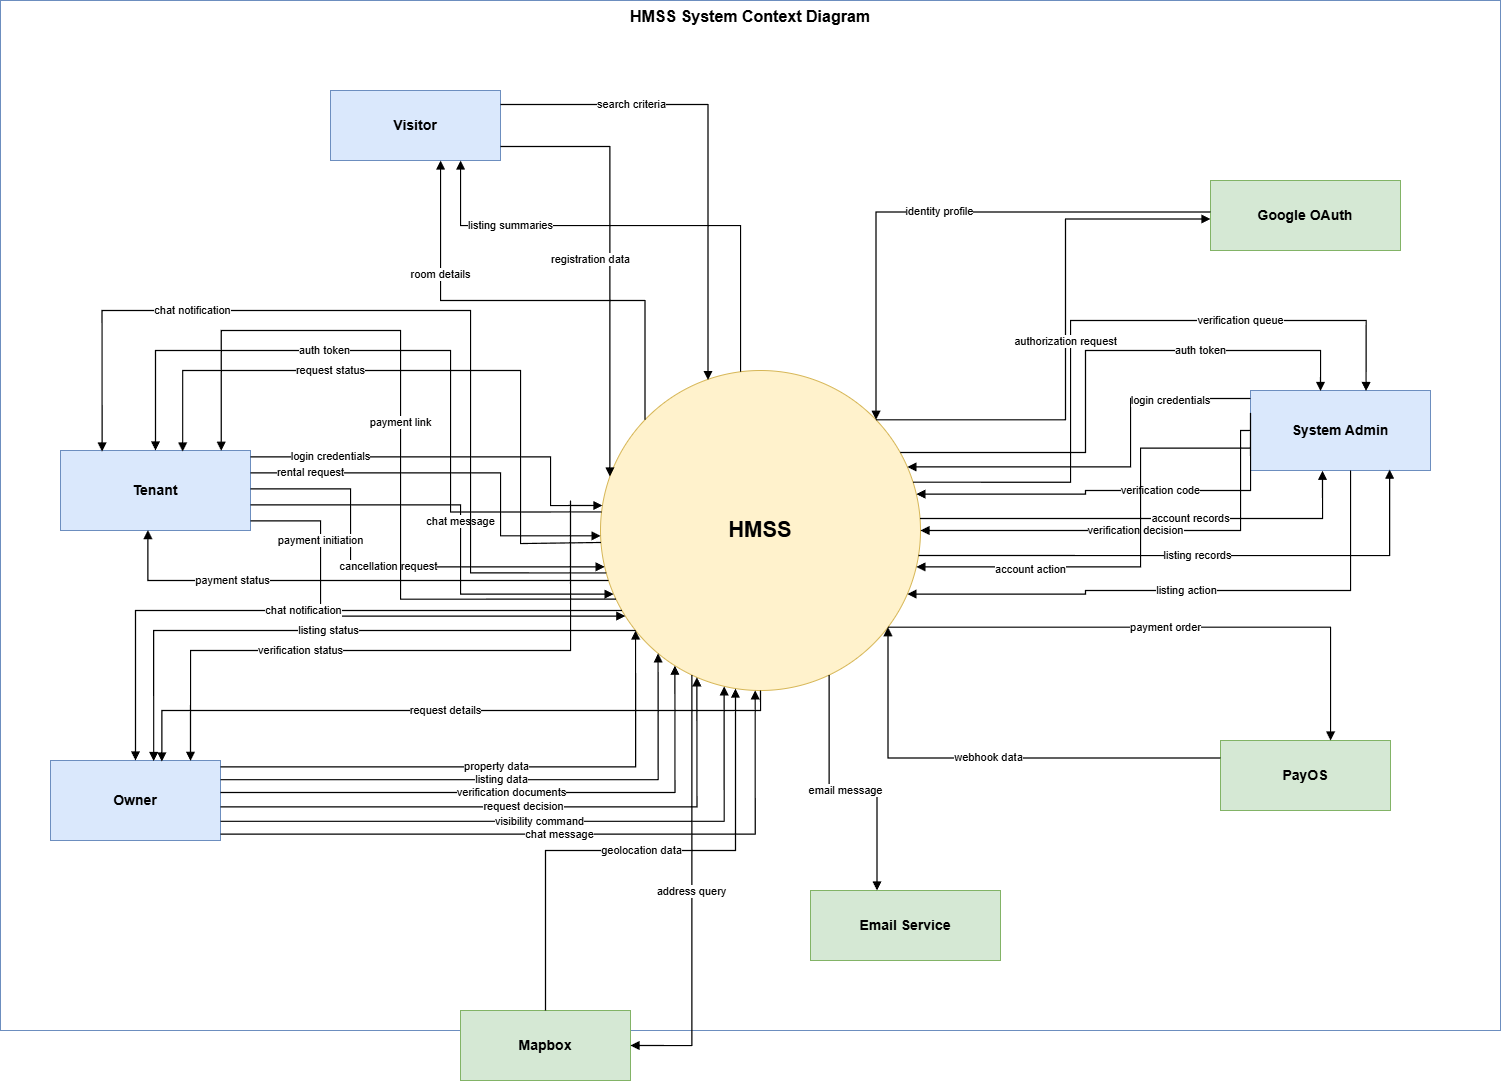 HMSS System Context Diagram
search criteria
Visitor
identity profile
Google OAuth
listing summaries
registration data
room details
chat notification
verification queue
authorization request
auth token
auth token
request status
login credentials
payment link
System Admin
login credentials
rental request
Tenant
verification code
chat message
account records
HMSS
verification decision
payment initiation
listing records
cancellation request
account action
payment status
listing action
chat notification
listing status
payment order
verification status
request details
webhook data
property data
PayOS
listing data
verification documents
email message
Owner
request decision
visibility command
chat message
geolocation data
address query
Email Service
Mapbox